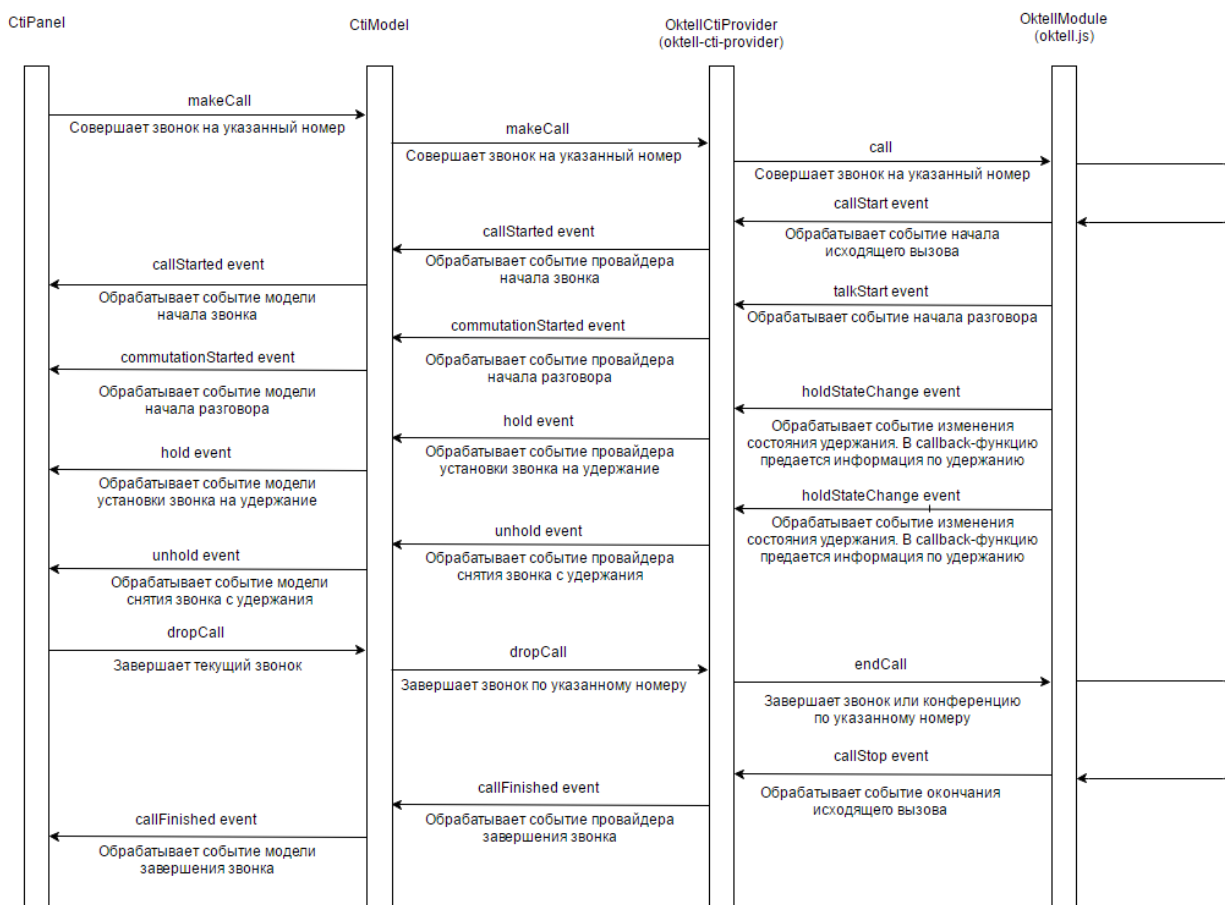 CtiPanel
CtiModel
OktellCtiProvider
(oktell-cti-provider)
OktellModule
(oktell.js)
makeCall
Совершает звонок на указанный номер
makeCall
Совершает звонок на указанный номер
call
Совершает звонок на указанный номер
callStart event
Обрабатывает событие начала
исходящего вызова
callStarted event
Обрабатывает событие провайдера
начала звонка
callStarted event
Обрабатывает событие модели
начала звонка
talkStart event
Обрабатывает событие начала разговора
commutationStarted event
Обрабатывает событие провайдера
начала разговора
commutationStarted event
Обрабатывает событие модели
начала разговора
holdStateChange event
Обрабатывает событие изменения
состояния удержания. В callback-функцию
предается информация по удержанию
hold event
Обрабатывает событие провайдера
установки звонка на удержание
hold event
Обрабатывает событие модели
установки звонка на удержание
holdStateChange event
Обрабатывает событие изменения
состояния удержания. В callback-функцию
предается информация по удержанию
unhold event
Обрабатывает событие провайдера
снятия звонка с удержания
unhold event
Обрабатывает событие модели
снятия звонка с удержания
dropCall
Завершает текущий звонок
dropCall
Завершает звонок по указанному номеру
endCall
Завершает звонок или конференцию
по указанному номеру
callStop event
Обрабатывает событие окончания
исходящего вызова
callFinished event
Обрабатывает событие провайдера
завершения звонка
callFinished event
Обрабатывает событие модели
завершения звонка